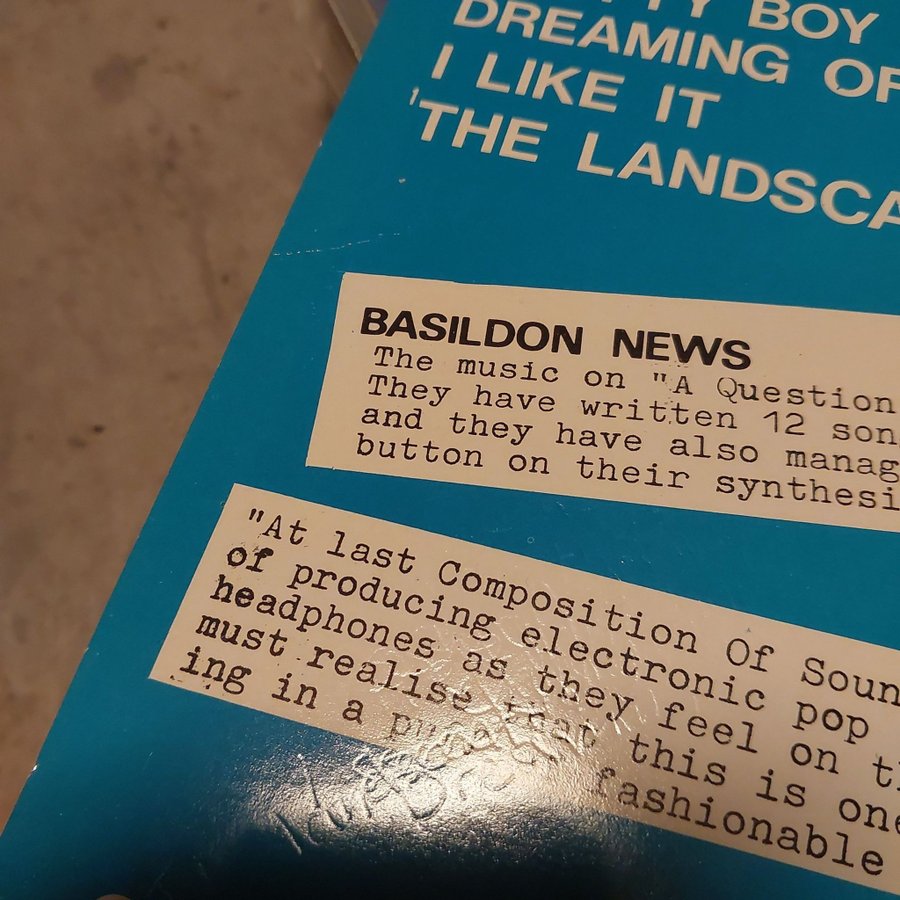 BOY
DREAMING OF
I LIKE IT
'THE LANDSCA
BASILDON NEWS
The music on "A Question
They have written 12 son
and they have also manag
button on their synthesi
"At last Composition Of Soun
of producing electronic pop
headphones as they feel on t
must realise that this is one
ing in a fashionable